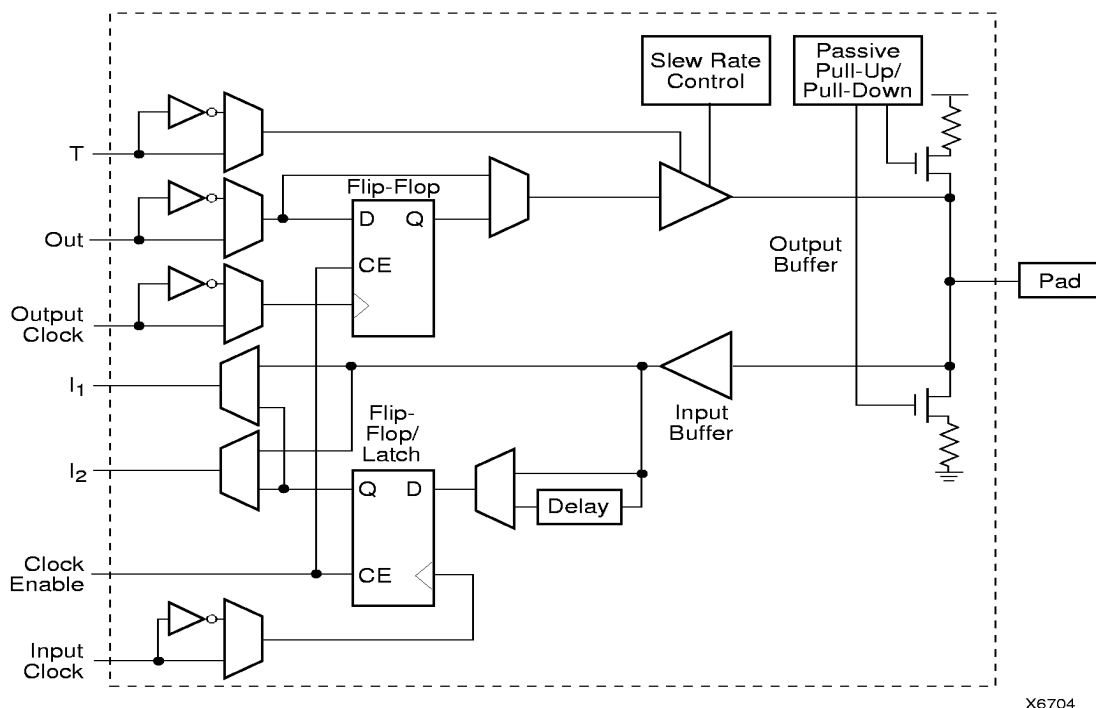 Slew Rate
Control
Passive
Pull-Up/
Pull-Down
T
Flip-Flop
D Q
Out
CE
Output
Buffer
Pad
Output
Clock
I1
Flip-
Flop/
Latch
Input
Buffer
I2
Q D
Delay
Clock
Enable
CE
Input
Clock
X6704